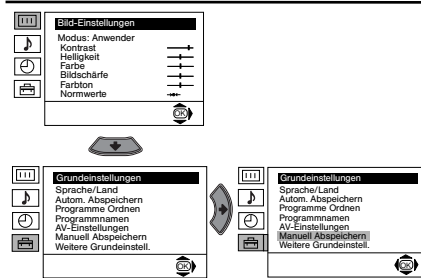 Bild-Einstellungen
Modus: Anwender
Kontrast
Helligkeit
Farbe
Bildschärfe
Farbton
Normwerte
OK
Grundeinstellungen
Sprache/Land
Autom. Abspeichern
Programme Ordnen
Programmnamen
AV-Einstellungen
Manuell Abspeichern
Weitere Grundeinstell.
OK
Grundeinstellungen
Sprache/Land
Autom. Abspeichern
Programme Ordnen
Programmnamen
AV-Einstellungen
Manuell Abspeichern
Weitere Grundeinstell.
OK